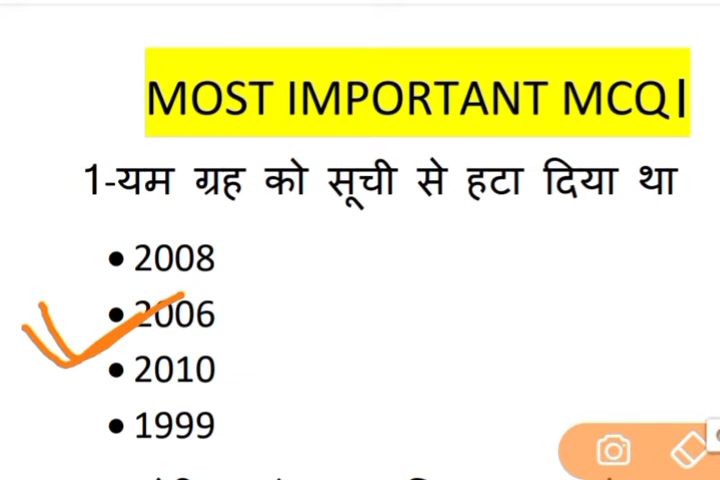 MOST IMPORTANT MCQ।
1-यम ग्रह को सूची से हटा दिया था
• 2008
• 2006
• 2010
• 1999